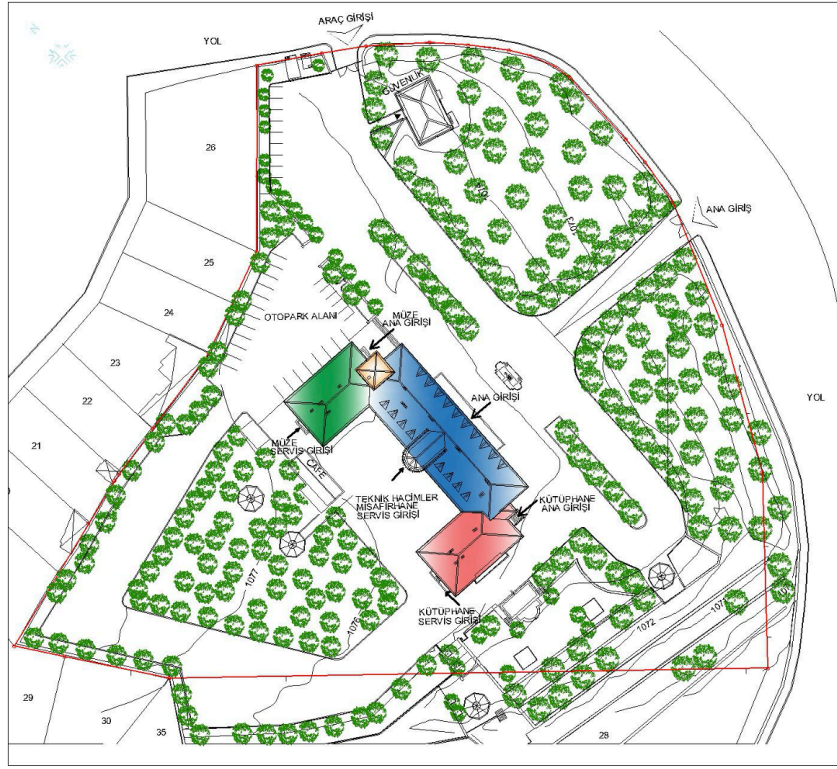 ARAÇ GİRİŞİ
YOL
GÜVENLİK
26
ANA GİRİŞ
1073
25
24
OTOPARK ALANI
MÜZE
ANA GİRİŞİ
23
22
21
ANA GİRİŞİ
YOL
MÜZE
SERVİS GİRİŞİ
CAFE
TEKNİK HACİMLER
MİSAFİRHANE
SERVİS GİRİŞİ
KÜTÜPHANE
ANA GİRİŞİ
1077
1076
KÜTÜPHANE
SERVİS GİRİŞİ
1072
1071
29
30
35
28